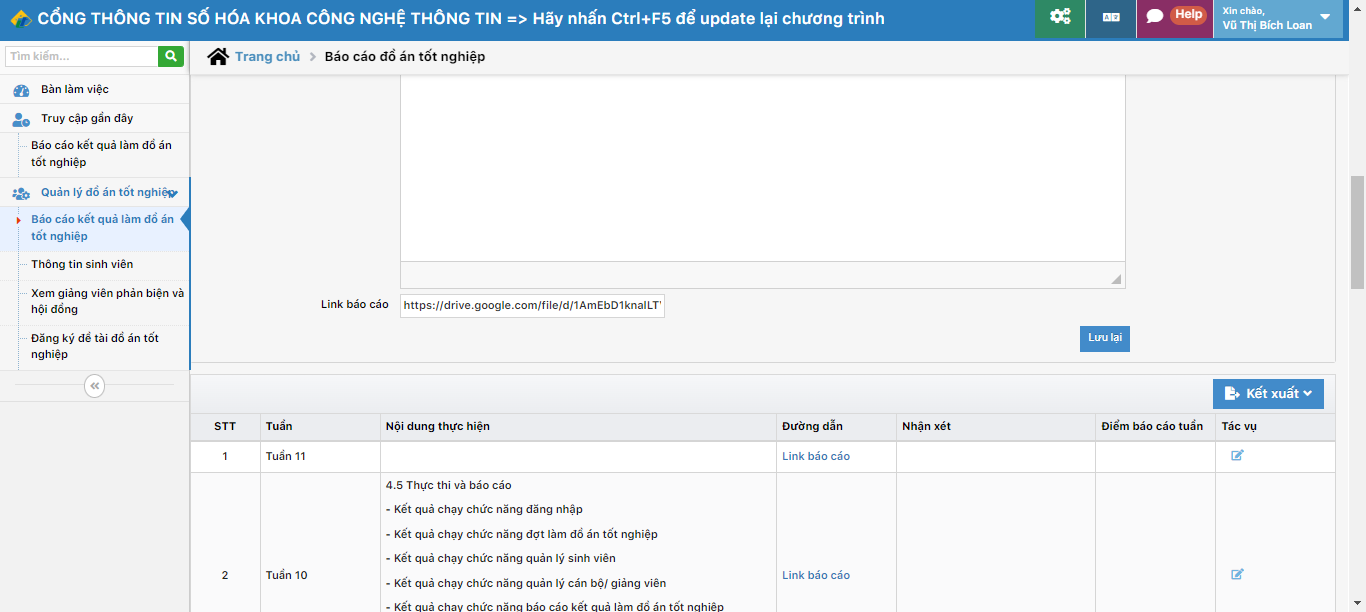 CỔNG THÔNG TIN SỐ HÓA KHOA CÔNG NGHỆ THÔNG TIN => Hãy nhấn Ctrl+F5 để update lại chương trình
Help
Xin chào,
Vũ Thị Bích Loan
Tìm kiếm...
Trang chủ
Báo cáo đồ án tốt nghiệp
Bàn làm việc
Truy cập gần đây
Báo cáo kết quả làm đồ án
tốt nghiệp
Quản lý đồ án tốt nghiệp
Báo cáo kết quả làm đồ án
tốt nghiệp
Thông tin sinh viên
Xem giảng viên phản biện và
hội đồng
Đăng ký đề tài đồ án tốt
nghiệp
Link báo cáo
https://drive.google.com/file/d/1AmEbD1knalLT
Lưu lại
Kết xuất
STT Tuần Nội dung thực hiện Đường dẫn Nhận xét Điểm báo cáo tuần Tác vụ
1 Tuần 11 Link báo cáo
4.5 Thực thi và báo cáo
- Kết quả chạy chức năng đăng nhập
- Kết quả chạy chức năng đợt làm đồ án tốt nghiệp
- Kết quả chạy chức năng quản lý sinh viên
2 Tuần 10 Link báo cáo
- Kết quả chạy chức năng quản lý cán bộ/ giảng viên
- Kết quả chạy chức năng báo cáo kết quả làm đồ án tốt nghiệp